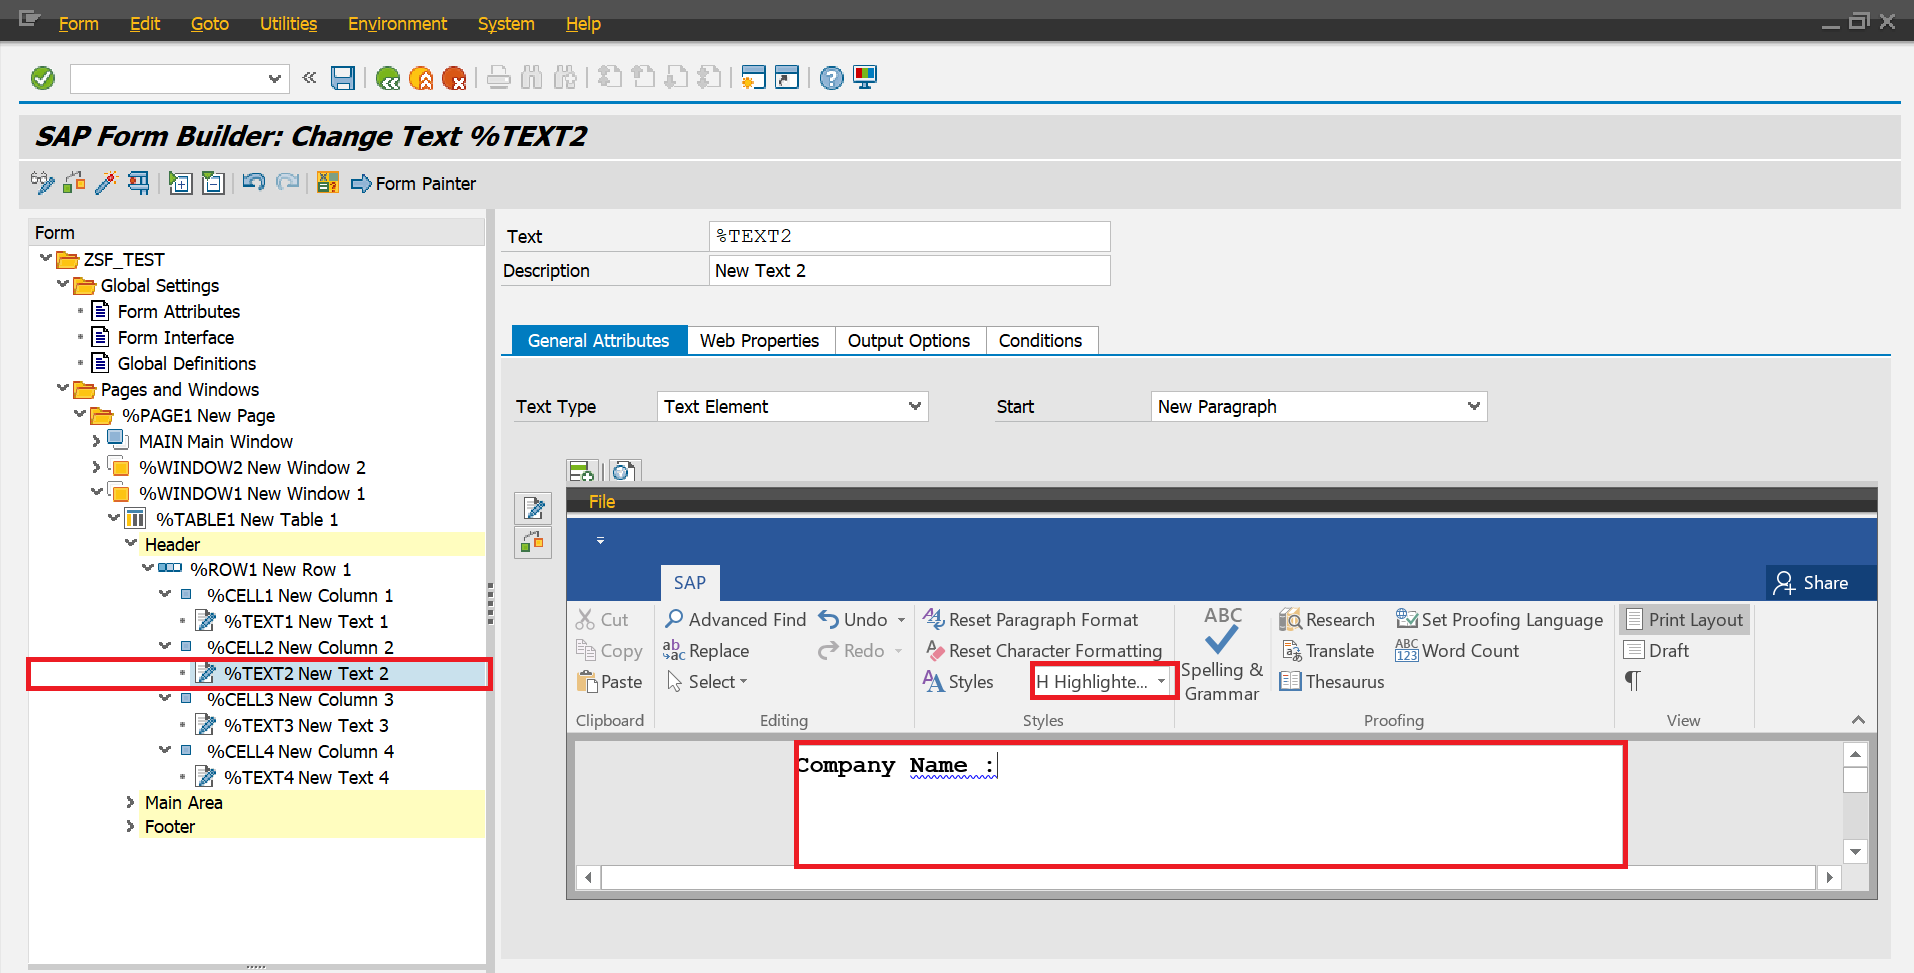 Form Edit Goto Utilities Environment System Help
«
SAP Form Builder: Change Text %TEXT2
Form Painter
Form
ZSF_TEST
Global Settings
Form Attributes
Form Interface
Global Definitions
Pages and Windows
%PAGE1 New Page
MAIN Main Window
%WINDOW2 New Window 2
%WINDOW1 New Window 1
%TABLE1 New Table 1
Header
%ROW1 New Row 1
%CELL1 New Column 1
%TEXT1 New Text 1
%CELL2 New Column 2
%TEXT2 New Text 2
%CELL3 New Column 3
%TEXT3 New Text 3
%CELL4 New Column 4
%TEXT4 New Text 4
Main Area
Footer
Text %TEXT2
Description New Text 2
General Attributes Web Properties Output Options Conditions
Text Type Text Element Start New Paragraph
File
SAP Share
Cut Advanced Find Undo Reset Paragraph Format ABC Research Set Proofing Language Print Layout
Copy Replace Redo Reset Character Formatting Translate Word Count Draft
Paste Select Styles H Highlighte... Spelling & Grammar Thesaurus ¶
Clipboard Editing Styles Proofing View
Company Name :